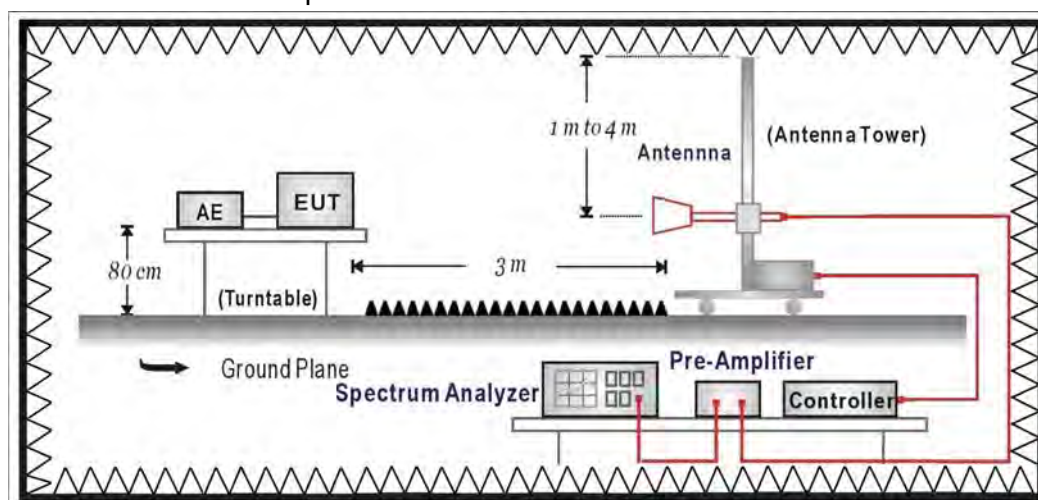 1 m to 4 m
(Antenna Tower)
Antennna
AE
EUT
80 cm
3 m
(Turntable)
Ground Plane
Pre-Amplifier
Spectrum Analyzer
Controller